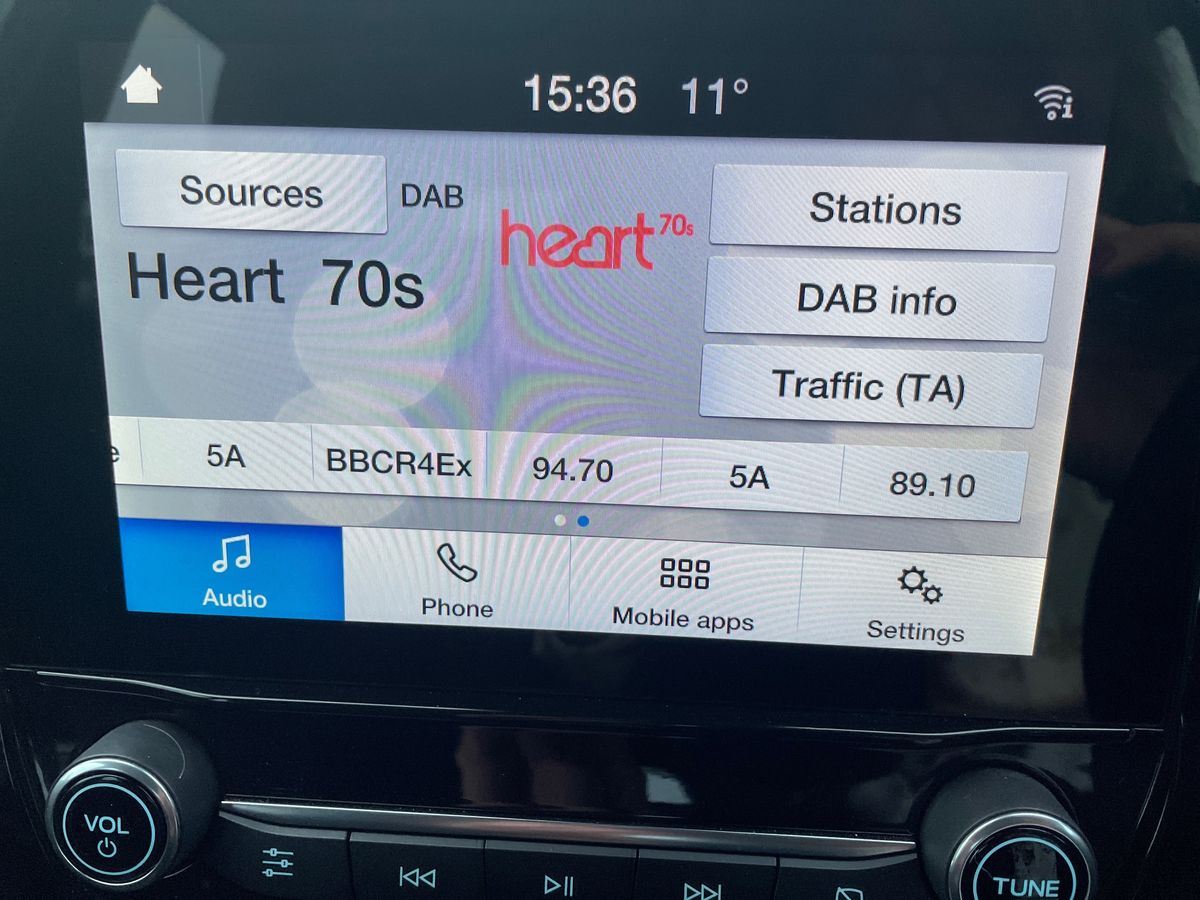 15:36 11°
Sources DAB
heart 70s
Stations
Heart 70s
DAB info
Traffic (TA)
5A BBCR4Ex 94.70 5A 89.10
Audio Phone Mobile apps Settings
VOL
TUNE